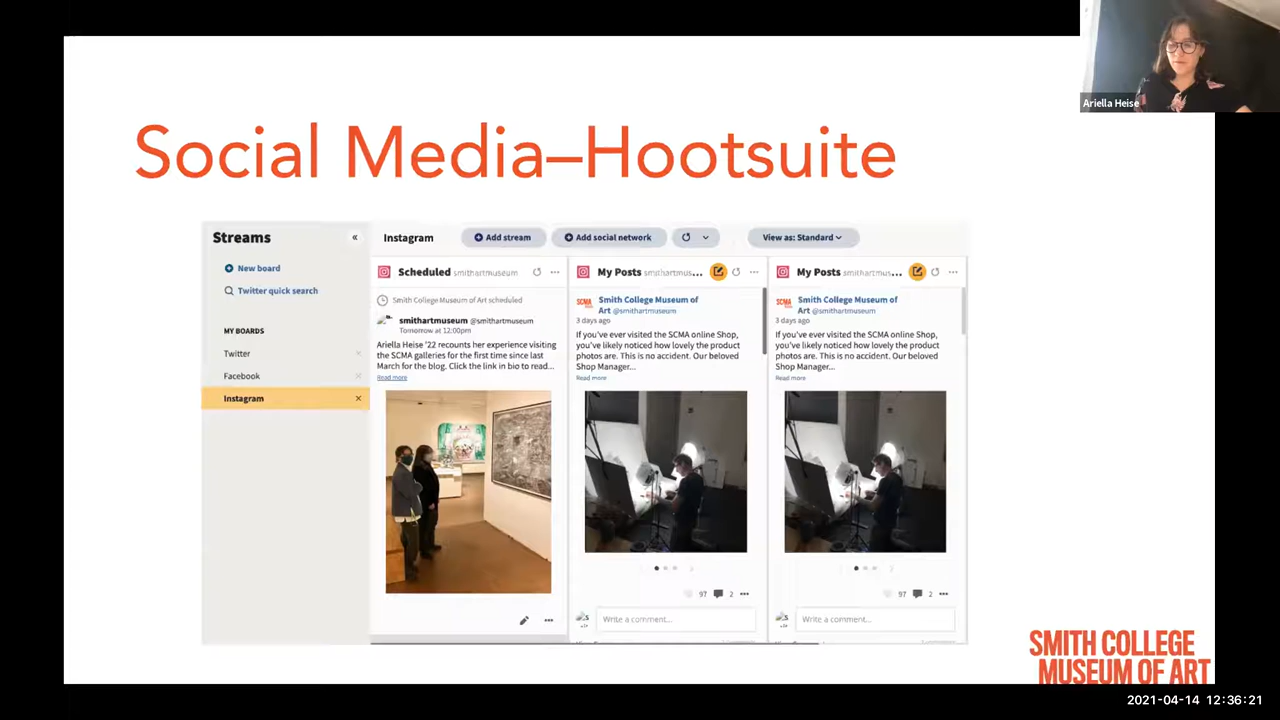 Ariella Heise
Social Media–Hootsuite
Streams
«
New board
Twitter quick search
MY BOARDS
Twitter
Facebook
Instagram
Instagram
Add stream
Add social network
View as: Standard
Scheduled smithartmuseum
Smith College Museum of Art scheduled
smithartmuseum @smithartmuseum
Tomorrow at 12:00pm
Ariella Heise '22 recounts her experience visiting
the SCMA galleries for the first time since last
March for the blog. Click the link in bio to read...
Read more
My Posts smithartmus...
SCMA
Smith College Museum of
Art @smithartmuseum
3 days ago
If you've ever visited the SCMA online Shop,
you've likely noticed how lovely the product
photos are. This is no accident. Our beloved
Shop Manager...
Read more
97 2
Write a comment...
My Posts smithartmus...
SCMA
Smith College Museum of
Art @smithartmuseum
3 days ago
If you've ever visited the SCMA online Shop,
you've likely noticed how lovely the product
photos are. This is no accident. Our beloved
Shop Manager...
Read more
97 2
Write a comment...
SMITH COLLEGE
MUSEUM OF ART
2021-04-14 12:36:21